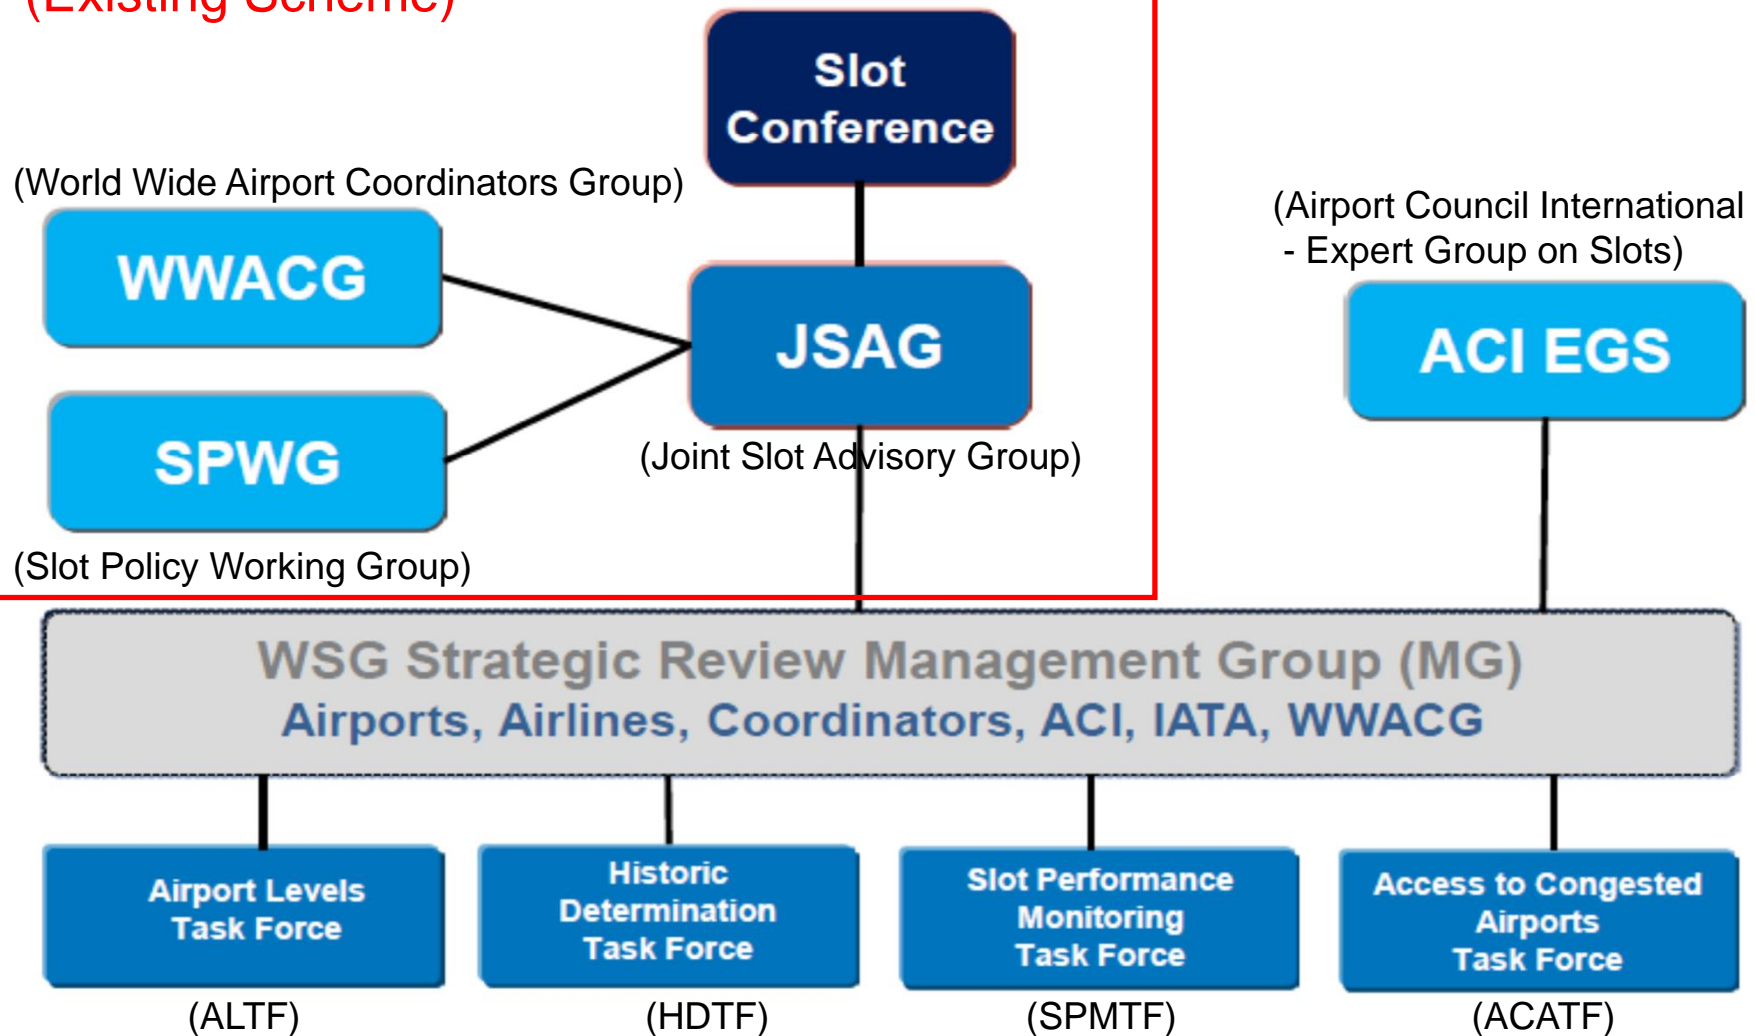 (Existing Scheme)
Slot
Conference
(World Wide Airport Coordinators Group)
WWACG
JSAG
(Airport Council International
- Expert Group on Slots)
ACI EGS
SPWG
(Joint Slot Advisory Group)
(Slot Policy Working Group)
WSG Strategic Review Management Group (MG)
Airports, Airlines, Coordinators, ACI, IATA, WWACG
Airport Levels
Task Force
(ALTF)
Historic
Determination
Task Force
(HDTF)
Slot Performance
Monitoring
Task Force
(SPMTF)
Access to Congested
Airports
Task Force
(ACATF)